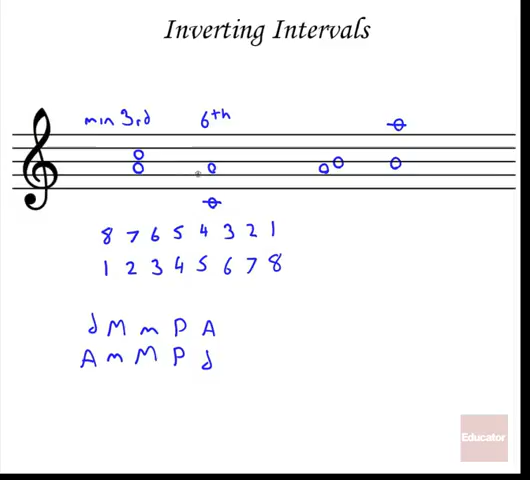 Inverting Intervals
min 3rd 6th
8 7 6 5 4 3 2 1
1 2 3 4 5 6 7 8
d M m P A
A m M P d
Educator